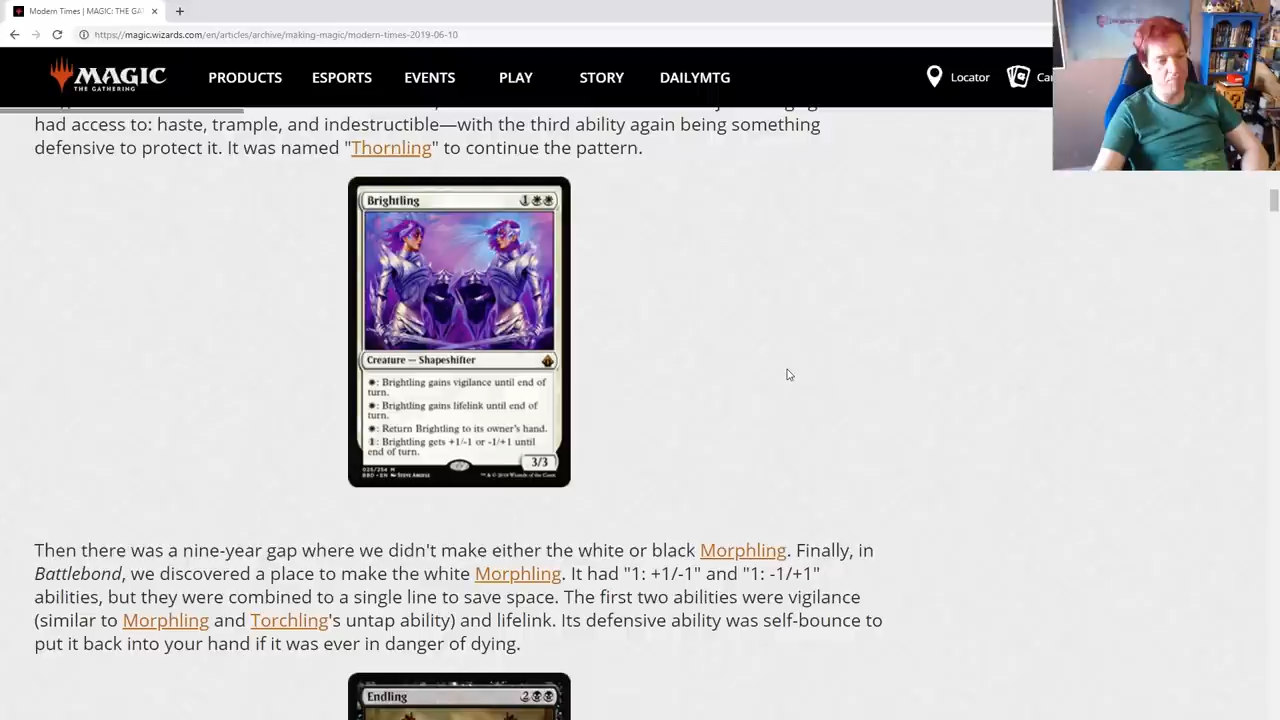 Modern Times | MAGIC: THE GA
https://magic.wizards.com/en/articles/archive/making-magic/modern-times-2019-06-10
MAGIC
THE GATHERING
PRODUCTS
ESPORTS
EVENTS
PLAY
STORY
DAILYMTG
Locator
had access to: haste, trample, and indestructible—with the third ability again being something
defensive to protect it. It was named "Thornling" to continue the pattern.
Brightling
1
Creature — Shapeshifter
: Brightling gains vigilance until end of
turn.
: Brightling gains lifelink until end of
turn.
: Return Brightling to its owner's hand.
1: Brightling gets +1/-1 or -1/+1 until
end of turn.
3/3
BBD • EN STEVE ARGYLE
Then there was a nine-year gap where we didn't make either the white or black Morphling. Finally, in
Battlebond, we discovered a place to make the white Morphling. It had "1: +1/-1" and "1: -1/+1"
abilities, but they were combined to a single line to save space. The first two abilities were vigilance
(similar to Morphling and Torchling's untap ability) and lifelink. Its defensive ability was self-bounce to
put it back into your hand if it was ever in danger of dying.
Endling
2